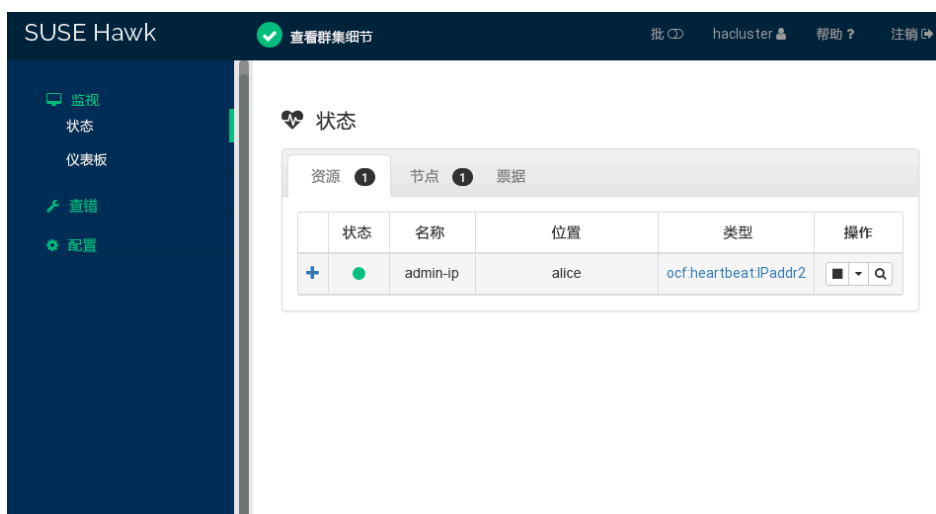 SUSE Hawk
查看群集细节
批 hacluster 帮助 ? 注销
监视
状态
仪表板
查错
配置
状态
资源 1 节点 1 票据
状态 名称 位置 类型 操作
admin-ip alice ocf:heartbeat:IPaddr2